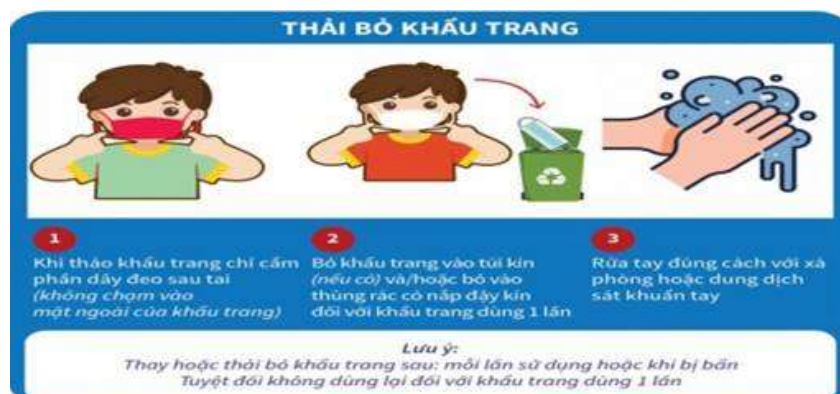 THẢI BỎ KHẨU TRANG
1
Khi tháo khẩu trang chỉ cầm
phần dây đeo sau tai
(không chạm vào
mặt ngoài của khẩu trang)
2
Bỏ khẩu trang vào túi kín
(nếu có) và/hoặc bỏ vào
thùng rác có nắp đậy kín
đối với khẩu trang dùng 1 lần
3
Rửa tay đúng cách với xà
phòng hoặc dung dịch
sát khuẩn tay
Lưu ý:
Thay hoặc thải bỏ khẩu trang sau: mỗi lần sử dụng hoặc khi bị bẩn
Tuyệt đối không dùng lại đối với khẩu trang dùng 1 lần